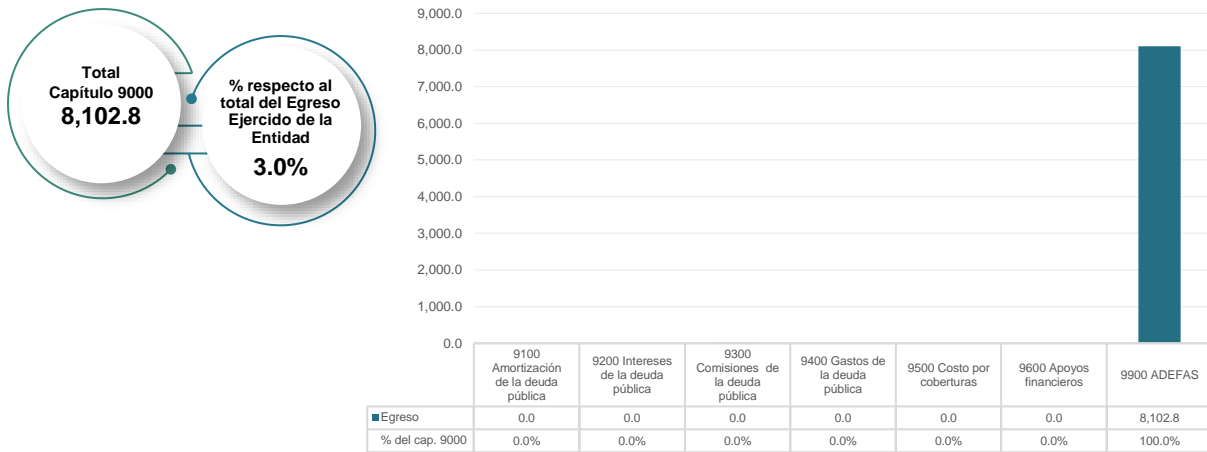 Total
Capítulo 9000
8,102.8
% respecto al
total del Egreso
Ejercido de la
Entidad
3.0%
9,000.0
8,000.0
7,000.0
6,000.0
5,000.0
4,000.0
3,000.0
2,000.0
1,000.0
0.0
9100
Amortización
de la deuda
pública
9200 Intereses
de la deuda
pública
9300
Comisiones de
la deuda
pública
9400 Gastos de
la deuda
pública
9500 Costo por
coberturas
9600 Apoyos
financieros
9900 ADEFAS
Egreso 0.0 0.0 0.0 0.0 0.0 0.0 8,102.8
% del cap. 9000 0.0% 0.0% 0.0% 0.0% 0.0% 0.0% 100.0%